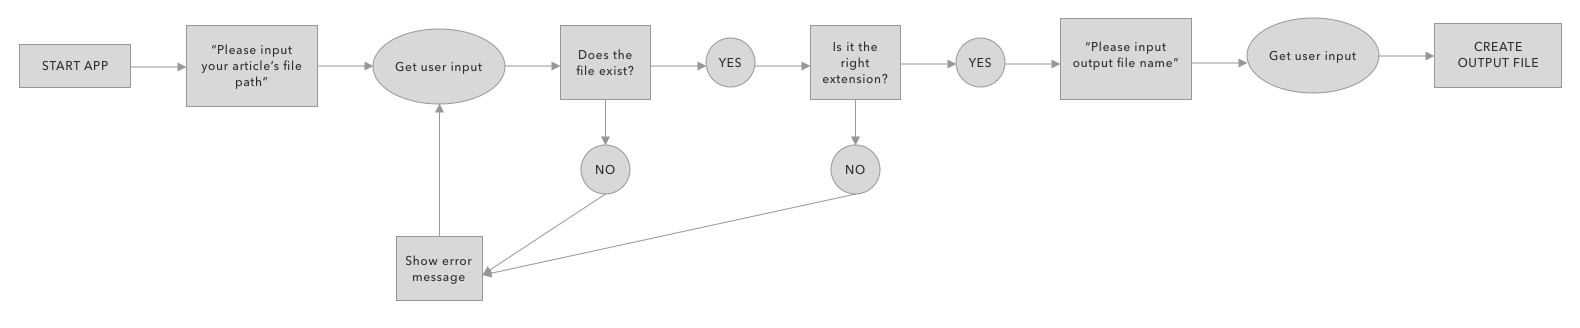 START APP
“Please input
your article’s file
path”
Get user input
Does the
file exist?
YES
Is it the
right
extension?
YES
“Please input
output file name”
Get user input
CREATE
OUTPUT FILE
NO
NO
Show error
message